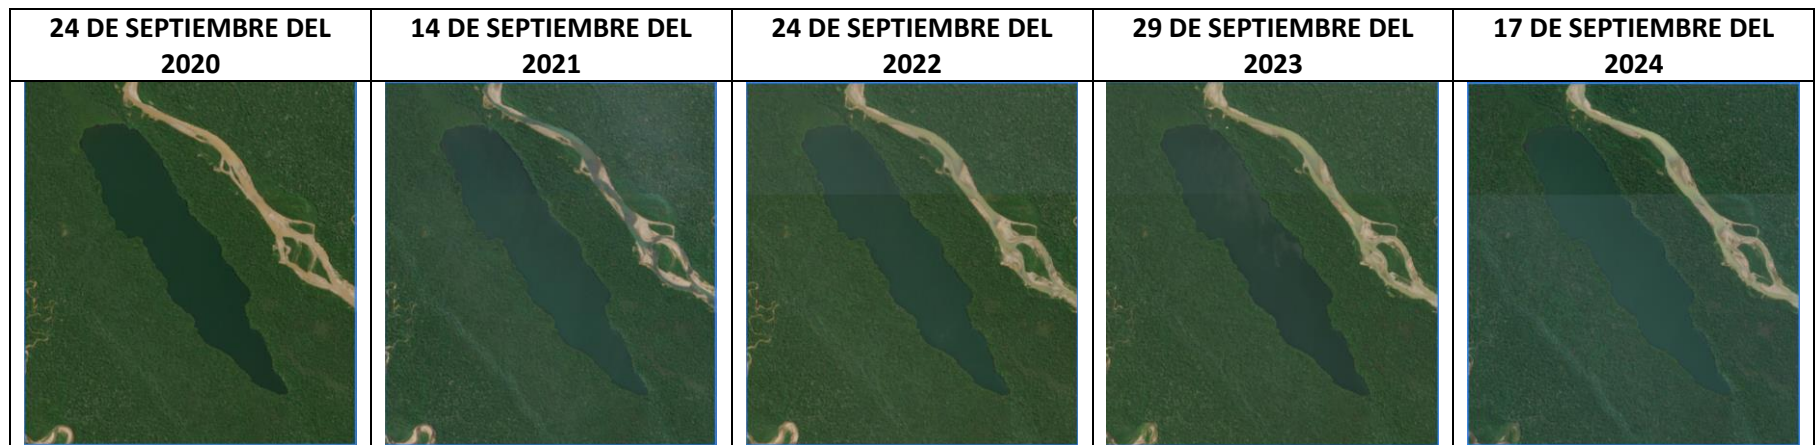 24 DE SEPTIEMBRE DEL
2020
14 DE SEPTIEMBRE DEL
2021
24 DE SEPTIEMBRE DEL
2022
29 DE SEPTIEMBRE DEL
2023
17 DE SEPTIEMBRE DEL
2024